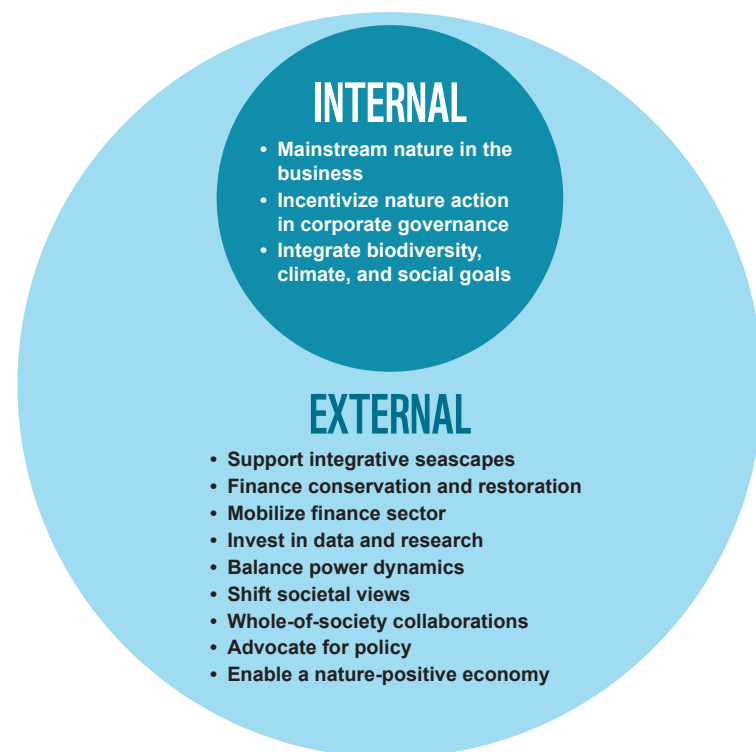 INTERNAL
• Mainstream nature in the
business
• Incentivize nature action
in corporate governance
• Integrate biodiversity,
climate, and social goals
EXTERNAL
• Support integrative seascapes
• Finance conservation and restoration
• Mobilize finance sector
• Invest in data and research
• Balance power dynamics
• Shift societal views
• Whole-of-society collaborations
• Advocate for policy
• Enable a nature-positive economy